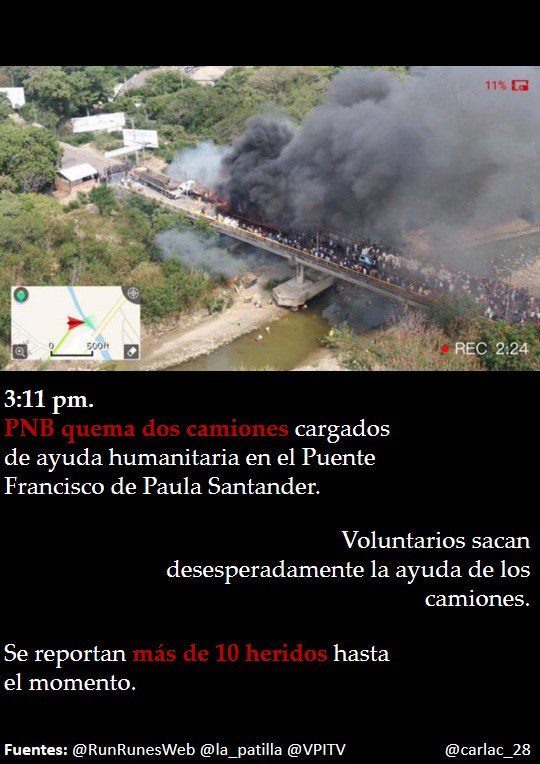 11%
0 500ft
REC 2:24
3:11 pm.
PNB quema dos camiones cargados
de ayuda humanitaria en el Puente
Francisco de Paula Santander.
Voluntarios sacan
desesperadamente la ayuda de los
camiones.
Se reportan más de 10 heridos hasta
el momento.
Fuentes: @RunRunesWeb @la_patilla @VPITV @carlac_28